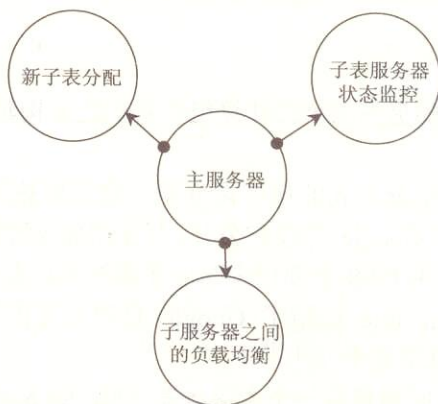 新子表分配
子表服务器
状态监控
主服务器
子服务器之间
的负载均衡